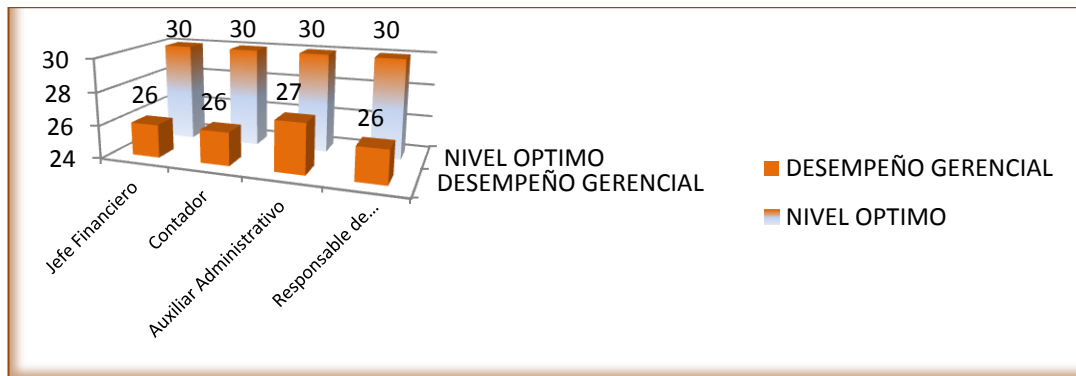 30 30 30 30
30
28
26
24
26 26 27 26
NIVEL OPTIMO
DESEMPEÑO GERENCIAL
Jefe Financiero
Contador
Auxiliar Administrativo
Responsable de...
DESEMPEÑO GERENCIAL
NIVEL OPTIMO